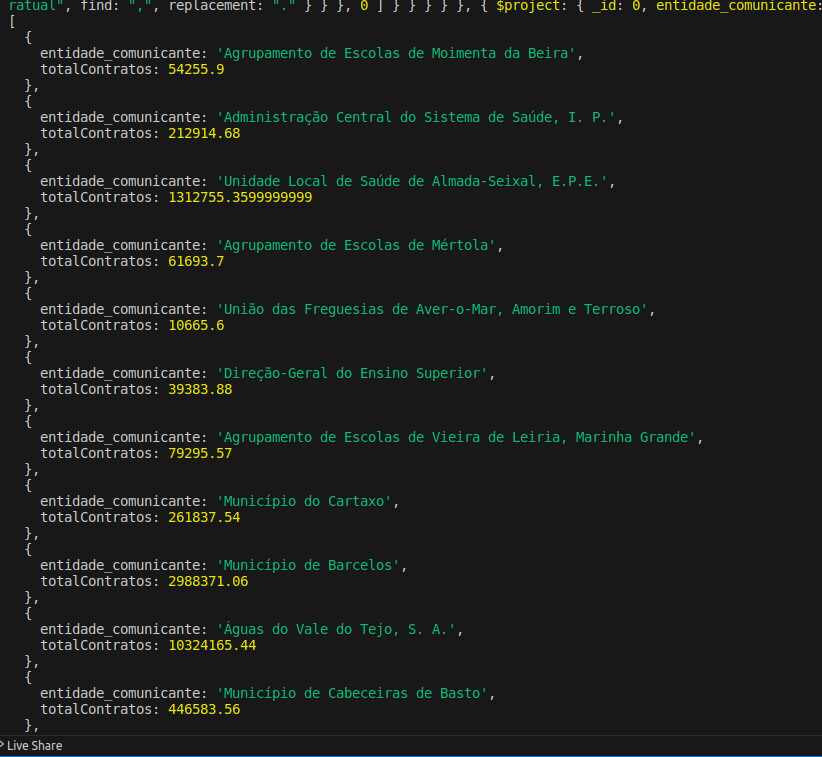 ratual", find: ",", replacement: "." } } }, 0 ] } } } } }, { $project: { _id: 0, entidade_comunicante:
[
  {
    entidade_comunicante: 'Agrupamento de Escolas de Moimenta da Beira',
    totalContratos: 54255.9
  },
  {
    entidade_comunicante: 'Administração Central do Sistema de Saúde, I. P.',
    totalContratos: 212914.68
  },
  {
    entidade_comunicante: 'Unidade Local de Saúde de Almada-Seixal, E.P.E.',
    totalContratos: 1312755.3599999999
  },
  {
    entidade_comunicante: 'Agrupamento de Escolas de Mértola',
    totalContratos: 61693.7
  },
  {
    entidade_comunicante: 'União das Freguesias de Aver-o-Mar, Amorim e Terroso',
    totalContratos: 10665.6
  },
  {
    entidade_comunicante: 'Direção-Geral do Ensino Superior',
    totalContratos: 39383.88
  },
  {
    entidade_comunicante: 'Agrupamento de Escolas de Vieira de Leiria, Marinha Grande',
    totalContratos: 79295.57
  },
  {
    entidade_comunicante: 'Município do Cartaxo',
    totalContratos: 261837.54
  },
  {
    entidade_comunicante: 'Município de Barcelos',
    totalContratos: 2988371.06
  },
  {
    entidade_comunicante: 'Águas do Vale do Tejo, S. A.',
    totalContratos: 10324165.44
  },
  {
    entidade_comunicante: 'Município de Cabeceiras de Basto',
    totalContratos: 446583.56
  },
Live Share